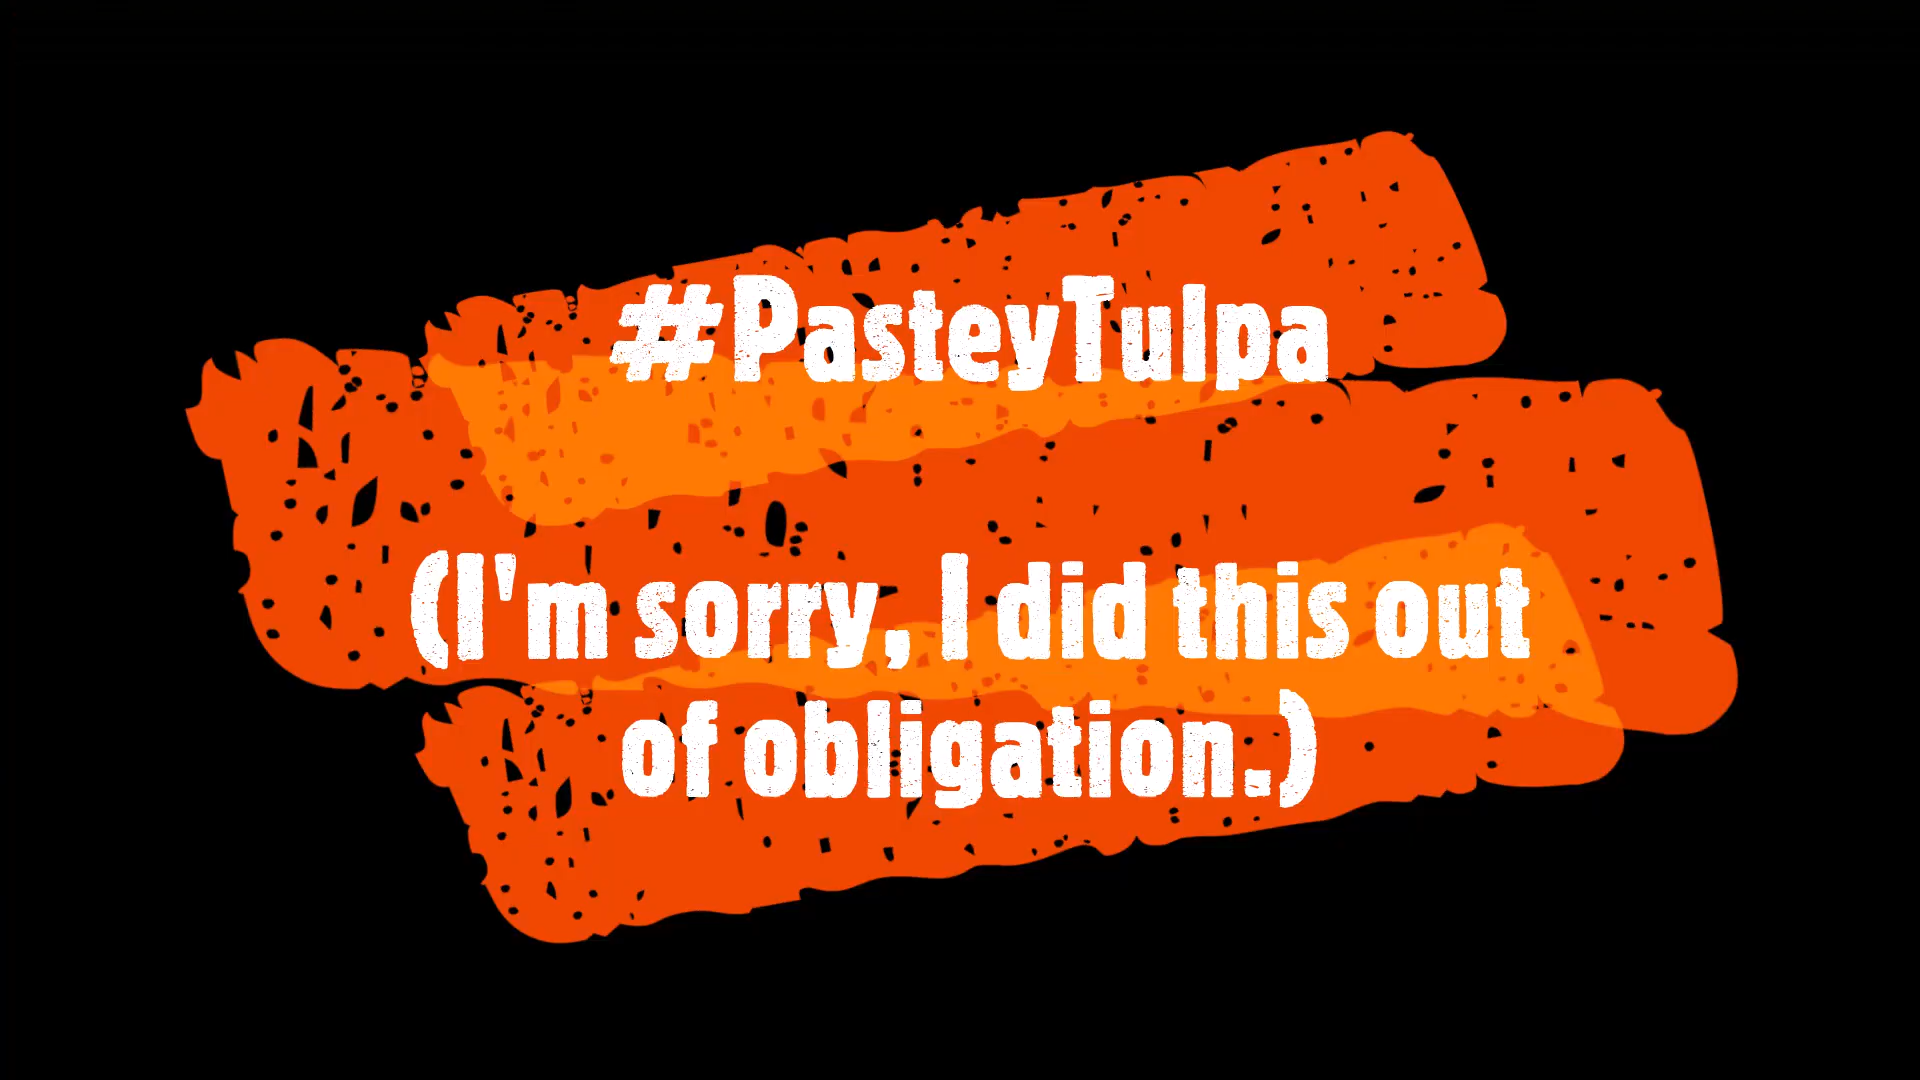 #PasteyTulpa
(I'm sorry, I did this out
of obligation.)